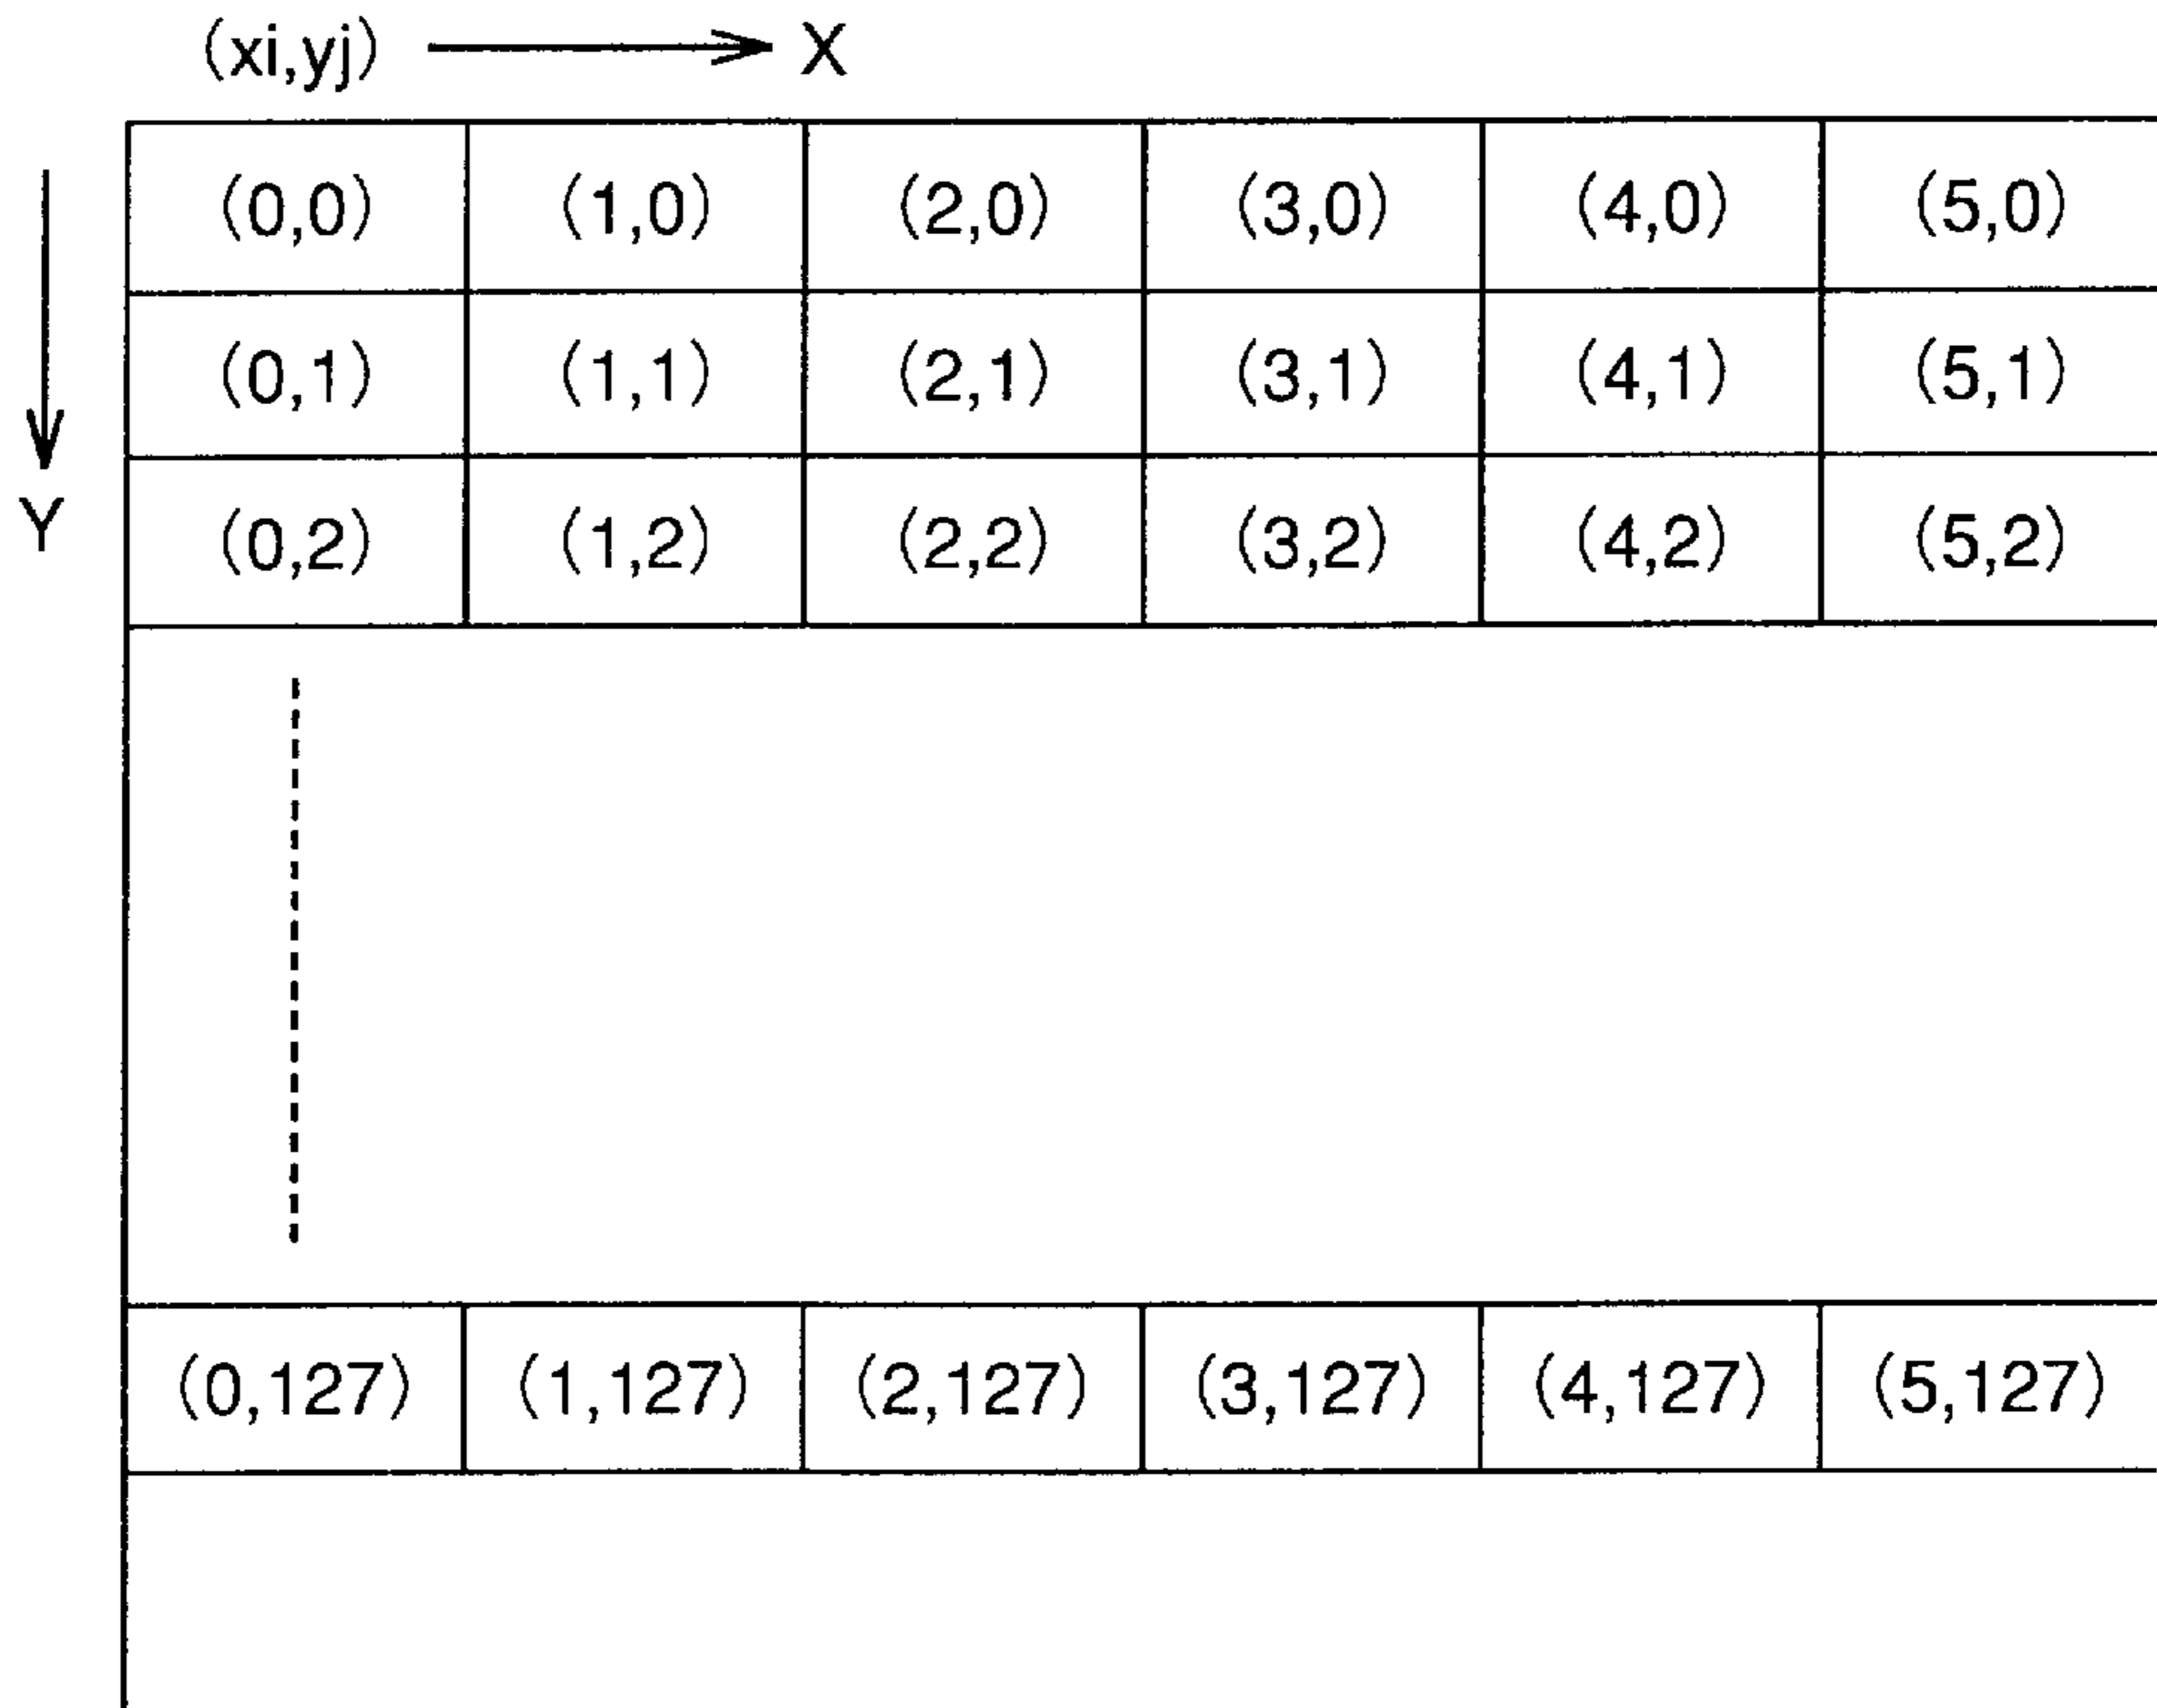 (xi,yj) X
(0,0) (1,0) (2,0) (3,0) (4,0) (5,0)
(0,1) (1,1) (2,1) (3,1) (4,1) (5,1)
Y
(0,2) (1,2) (2,2) (3,2) (4,2) (5,2)
(0,127) (1,127) (2,127) (3,127) (4,127) (5,127)